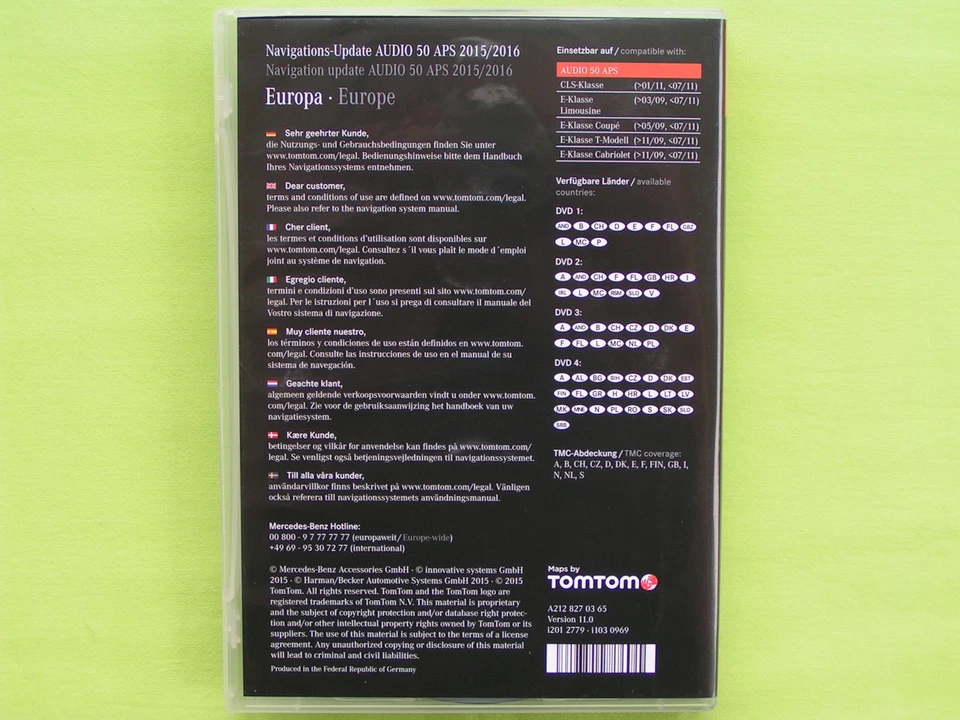 Navigations-Update AUDIO 50 APS 2015/2016
Navigation update AUDIO 50 APS 2015/2016
Europa · Europe
Sehr geehrter Kunde,
die Nutzungs- und Gebrauchsbedingungen finden Sie unter
www.tomtom.com/legal. Bedienungshinweise bitte dem Handbuch
Ihres Navigationssystems entnehmen.
Dear customer,
terms and conditions of use are defined on www.tomtom.com/legal.
Please also refer to the navigation system manual.
Cher client,
les termes et conditions d'utilisation sont disponibles sur
www.tomtom.com/legal. Consultez s´il vous plaît le mode d´emploi
joint au système de navigation.
Egregio cliente,
termini e condizioni d'uso sono presenti sul sito www.tomtom.com/
legal. Per le istruzioni per l´uso si prega di consultare il manuale del
Vostro sistema di navigazione.
Muy cliente nuestro,
los términos y condiciones de uso están definidos en www.tomtom.
com/legal. Consulte las instrucciones de uso en el manual de su
sistema de navegación.
Geachte klant,
algemeen geldende verkoopsvoorwaarden vindt u onder www.tomtom.
com/legal. Zie voor de gebruiksaanwijzing het handboek van uw
navigatiesystem.
Kære Kunde,
betingelser og vilkår for anvendelse kan findes på www.tomtom.com/
legal. Se venligst også betjeningsvejledningen til navigationssystemet.
Till alla våra kunder,
användarvillkor finns beskrivet på www.tomtom.com/legal. Vänligen
också referera till navigationssystemets användningsmanual.
Mercedes-Benz Hotline:
00 800 - 9 7 77 77 77 (europaweit/Europe-wide)
+49 69 - 95 30 72 77 (international)
© Mercedes-Benz Accessories GmbH · © innovative systems GmbH
2015 · © Harman/Becker Automotive Systems GmbH 2015 · © 2015
TomTom. All rights reserved. TomTom and the TomTom logo are
registered trademarks of TomTom N.V. This material is proprietary
and the subject of copyright protection and/or database right protec-
tion and/or other intellectual property rights owned by TomTom or its
suppliers. The use of this material is subject to the terms of a license
agreement. Any unauthorized copying or disclosure of this material
will lead to criminal and civil liabilities.
Produced in the Federal Republic of Germany
Einsetzbar auf / compatible with:
AUDIO 50 APS
CLS-Klasse (>01/11, <07/11)
E-Klasse (>03/09, <07/11)
Limousine
E-Klasse Coupé (>05/09, <07/11)
E-Klasse T-Modell (>11/09, <07/11)
E-Klasse Cabriolet (>11/09, <07/11)
Verfügbare Länder / available
countries:
DVD 1:
AND B CH D E F FL GBZ
L MC P
DVD 2:
A AND CH F FL GB HR I
IRL L MC RSM SLO V
DVD 3:
A AND B CH CZ D DK E
F FL L MC NL PL
DVD 4:
A AL BG BIH CZ D DK EST
FIN FL GR H HR L LT LV
MK MNE N PL RO S SK SLO
SRB
TMC-Abdeckung / TMC coverage:
A, B, CH, CZ, D, DK, E, F, FIN, GB, I,
N, NL, S
Maps by
TOMTOM
A212 827 03 65
Version 11.0
i201 2779 · i103 0969